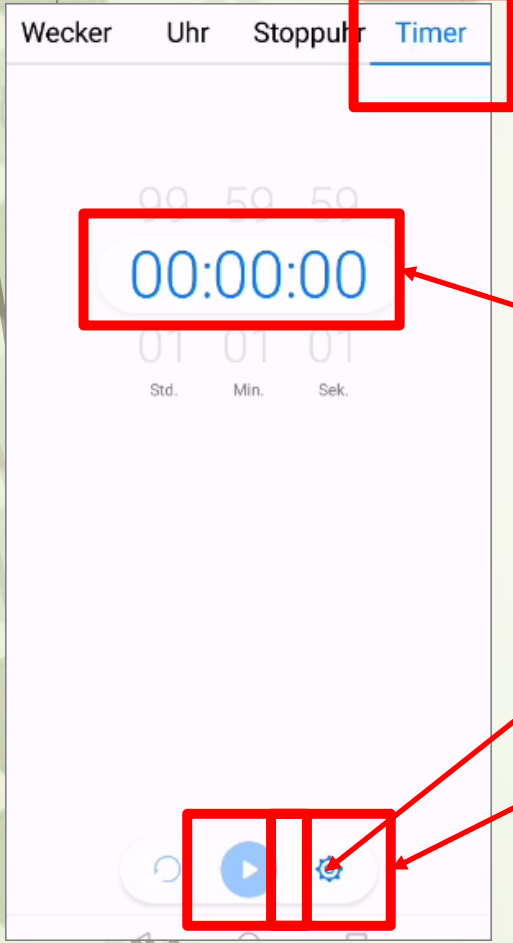 Wecker Uhr Stoppuhr Timer
99 59 59
00:00:00
01 01 01
Std. Min. Sek.